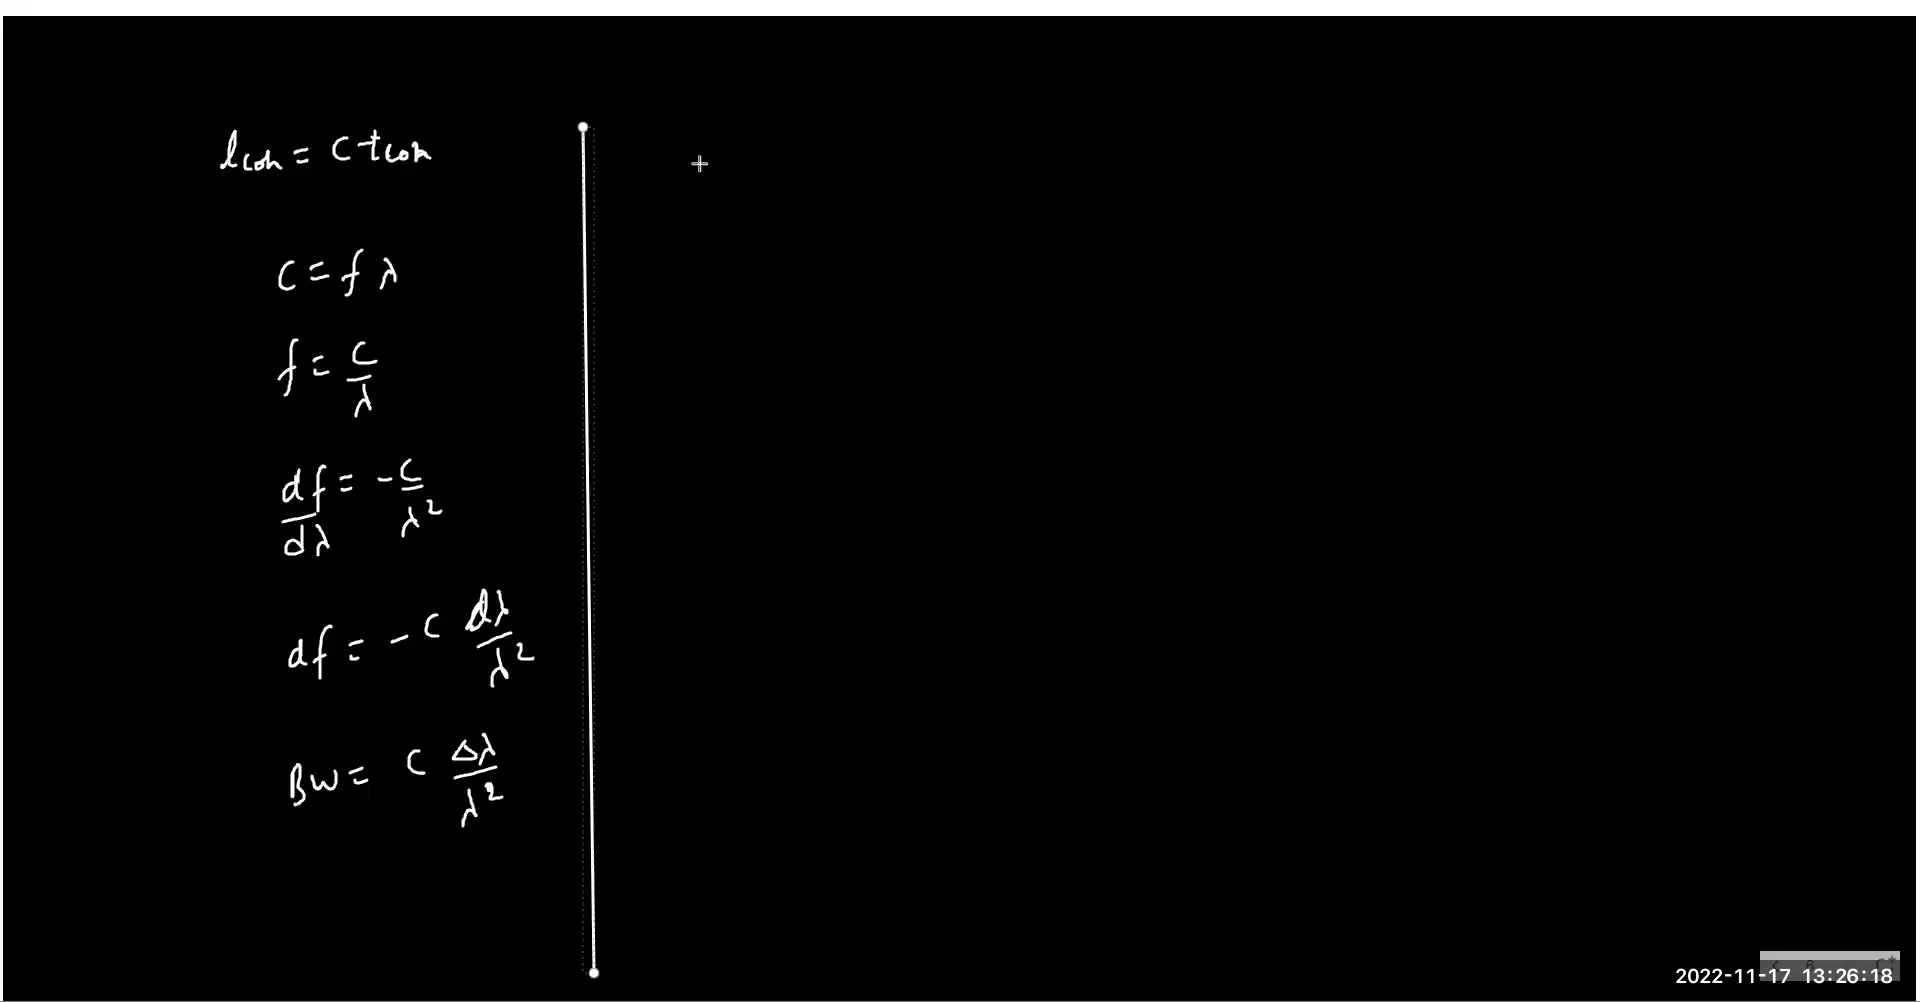 l_coh = c t_coh
c = f λ
f = c/λ
df/dλ = -c/λ²
df = -c dλ/λ²
BW = c Δλ/λ²
2022-11-17 13:26:18